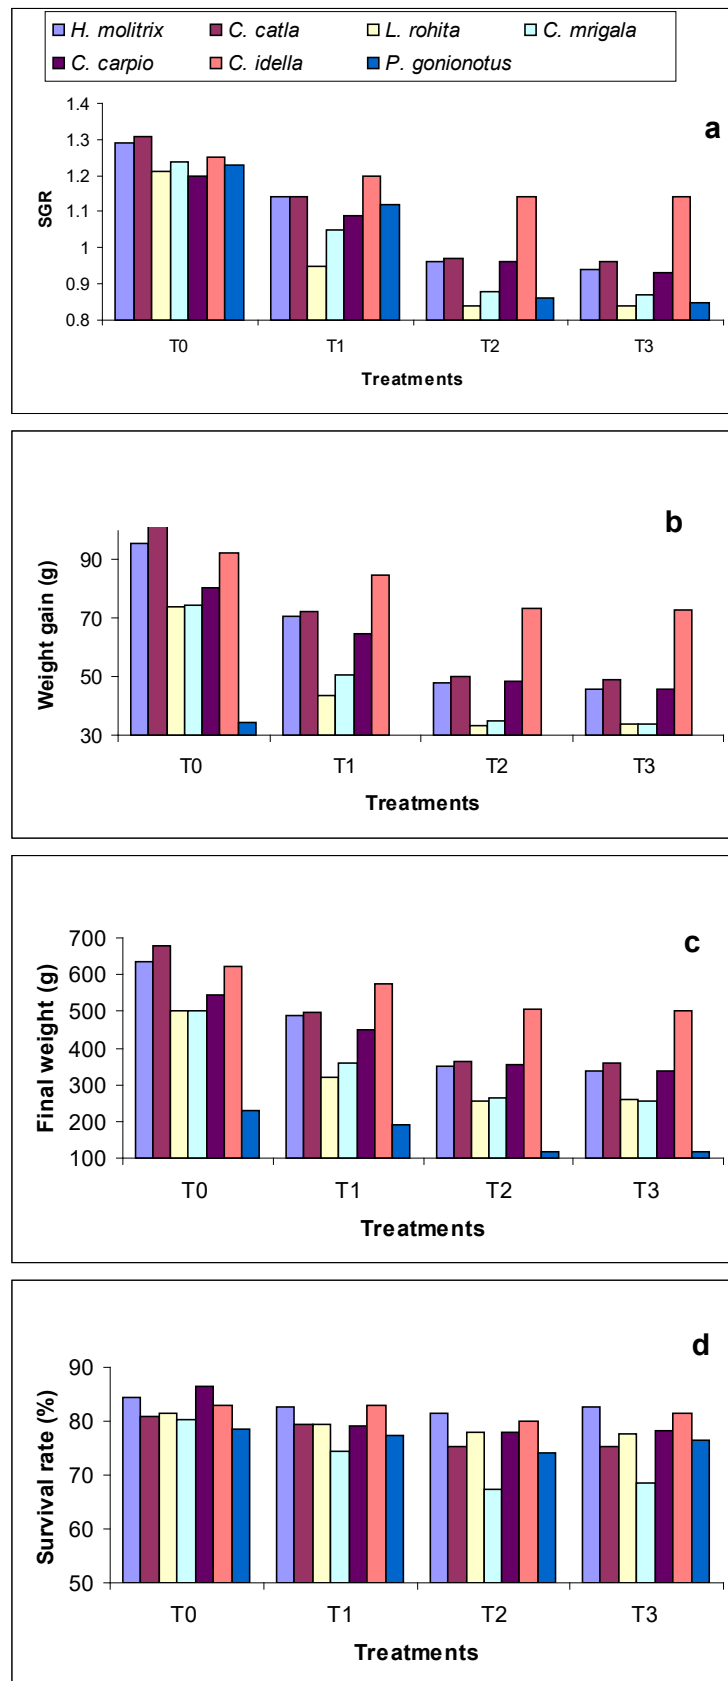 H. molitrix C. catla L. rohita C. mrigala
C. carpio C. idella P. gonionotus
a
1.4
1.3
1.2
1.1
1
0.9
0.8
SGR
T0 T1 T2 T3
Treatments
b
90
70
50
30
Weight gain (g)
T0 T1 T2 T3
Treatments
c
700
600
500
400
300
200
100
Final weight (g)
T0 T1 T2 T3
Treatments
d
90
80
70
60
50
Survival rate (%)
T0 T1 T2 T3
Treatments